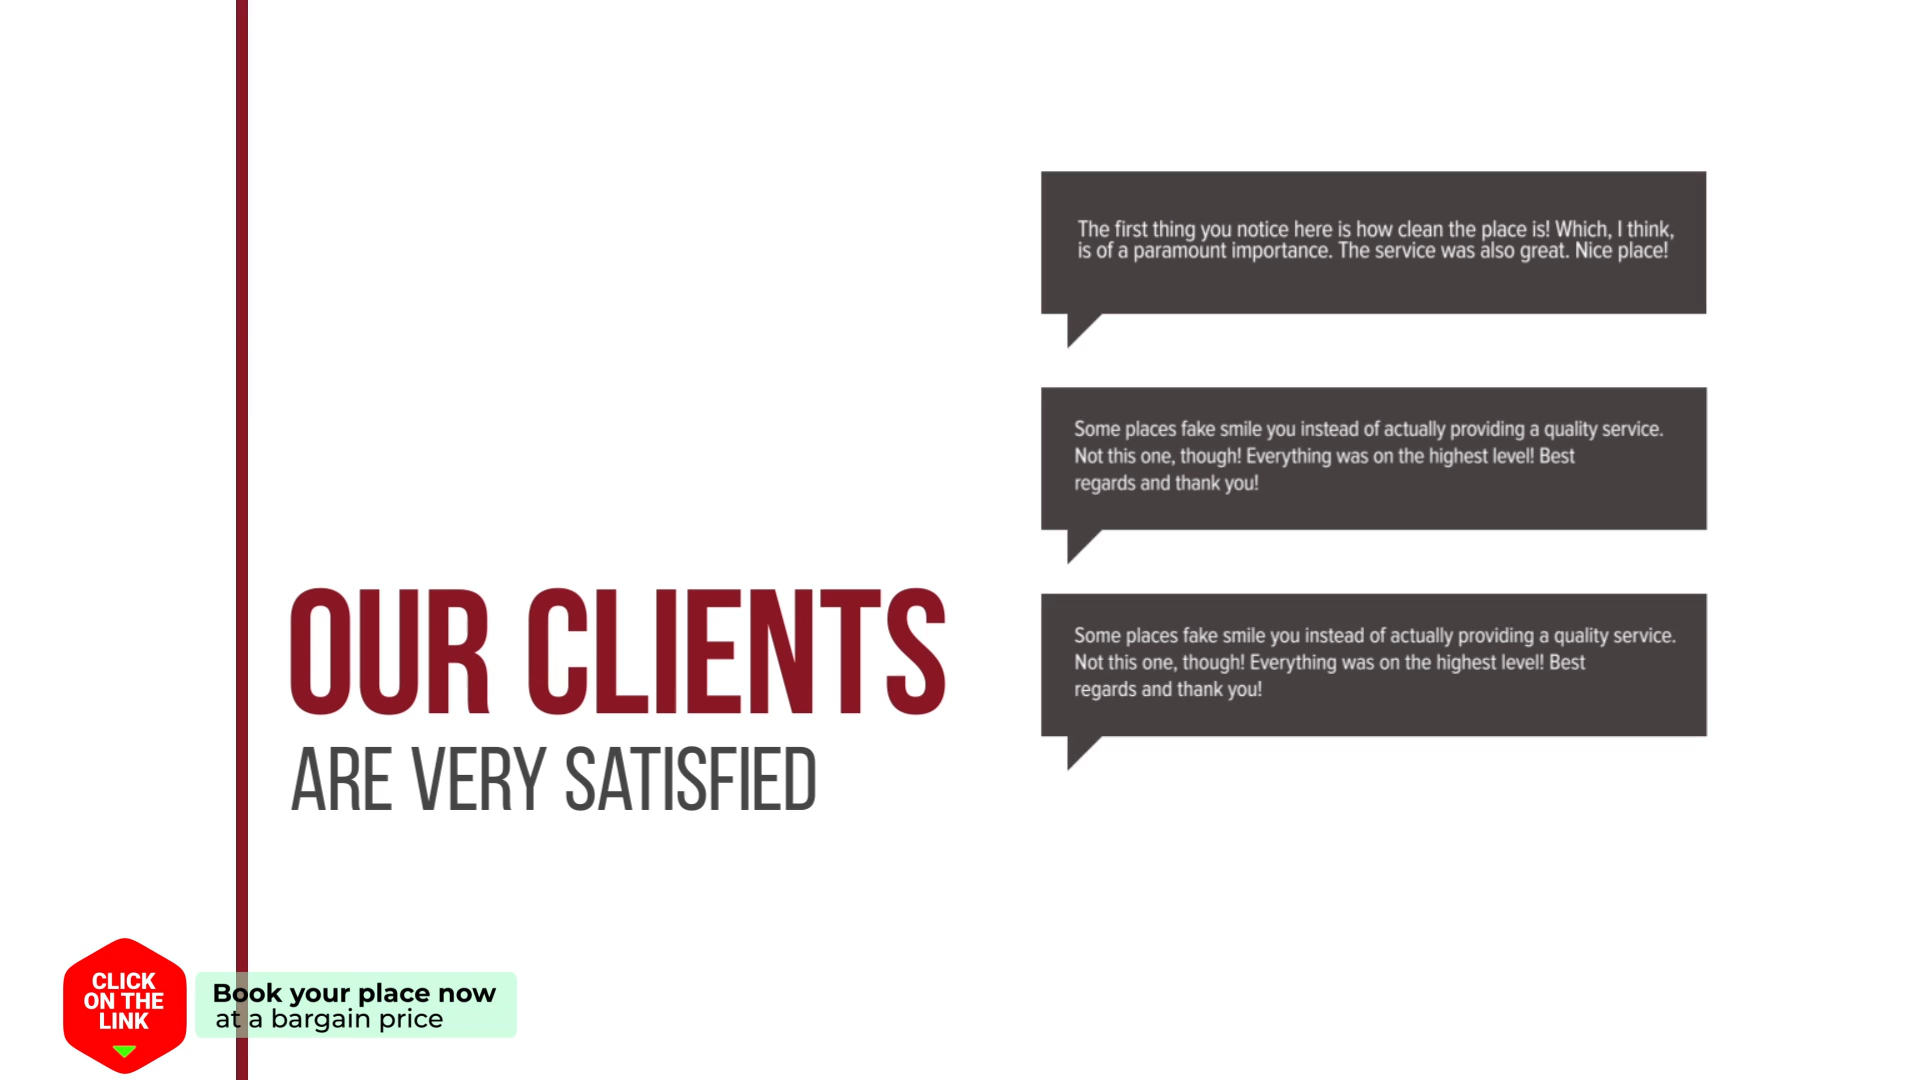 The first thing you notice here is how clean the place is! Which, I think,
is of a paramount importance. The service was also great. Nice place!
Some places fake smile you instead of actually providing a quality service.
Not this one, though! Everything was on the highest level! Best
regards and thank you!
Some places fake smile you instead of actually providing a quality service.
Not this one, though! Everything was on the highest level! Best
regards and thank you!
OUR CLIENTS
ARE VERY SATISFIED
CLICK
ON THE
LINK
Book your place now
at a bargain price